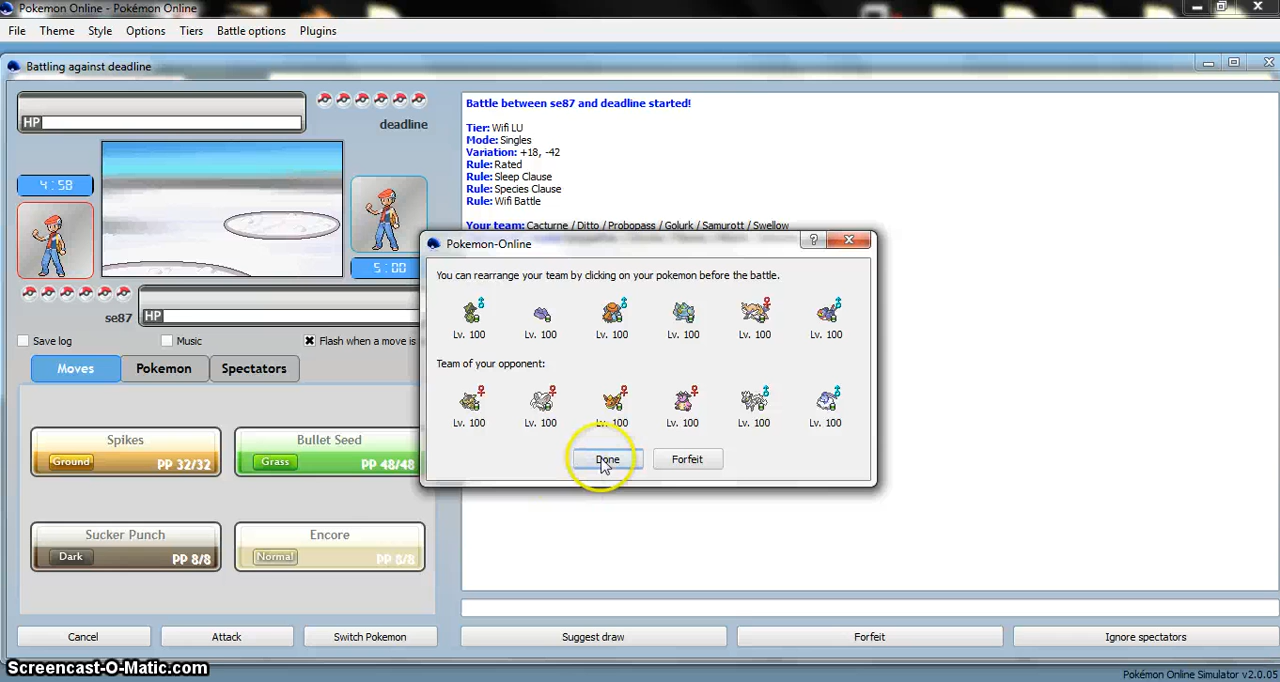 Pokemon Online - Pokémon Online
File Theme Style Options Tiers Battle options Plugins
Battling against deadline
HP
deadline
4:58
5:00
se87
HP
Save log Music Flash when a move is
Moves Pokemon Spectators
Spikes
Ground PP 32/32
Bullet Seed
Grass PP 48/48
Sucker Punch
Dark PP 8/8
Encore
Normal PP 8/8
Cancel Attack Switch Pokemon
Battle between se87 and deadline started!
Tier: Wifi LU
Mode: Singles
Variation: +18, -42
Rule: Rated
Rule: Sleep Clause
Rule: Species Clause
Rule: Wifi Battle
Your team: Cacturne / Ditto / Probopass / Golurk / Samurott / Swellow
Pokemon-Online
You can rearrange your team by clicking on your pokemon before the battle.
Lv. 100 Lv. 100 Lv. 100 Lv. 100 Lv. 100 Lv. 100
Team of your opponent:
Lv. 100 Lv. 100 Lv. 100 Lv. 100 Lv. 100 Lv. 100
Done Forfeit
Suggest draw Forfeit Ignore spectators
Screencast-O-Matic.com
Pokémon Online Simulator v2.0.05